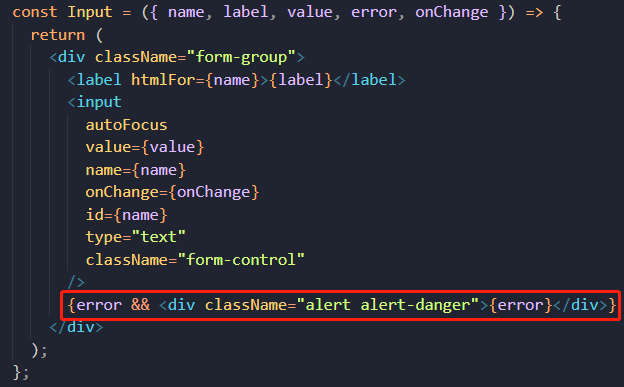 const Input = ({ name, label, value, error, onChange }) => {
  return (
    <div className="form-group">
      <label htmlFor={name}>{label}</label>
      <input
        autoFocus
        value={value}
        name={name}
        onChange={onChange}
        id={name}
        type="text"
        className="form-control"
      />
      {error && <div className="alert alert-danger">{error}</div>}
    </div>
  );
};